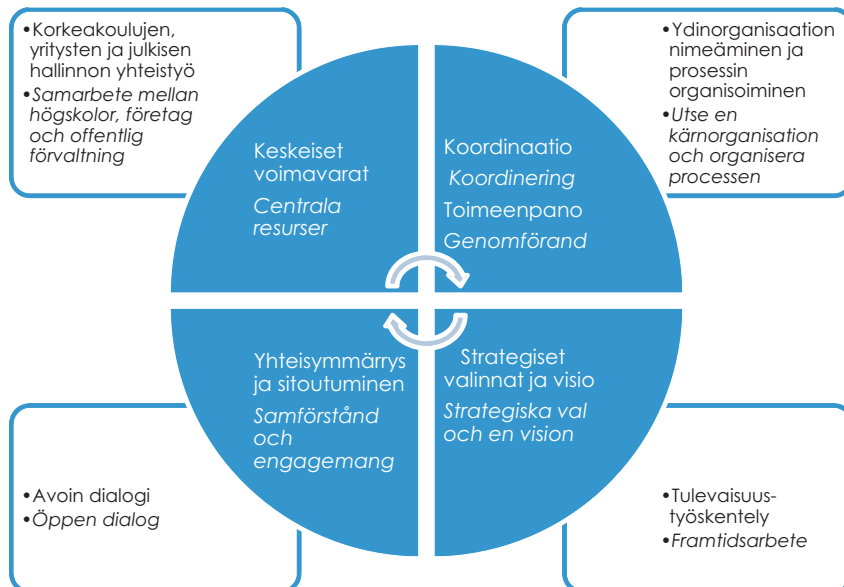 •Korkeakoulujen,
yritysten ja julkisen
hallinnon yhteistyö
•Samarbete mellan
högskolor, företag
och offentlig
förvaltning
•Ydinorganisaation
nimeäminen ja
prosessin
organisoiminen
•Utse en
kärnorganisation
och organisera
processen
Keskeiset
voimavarat
Centrala
resurser
Koordinaatio
Koordinering
Toimeenpano
Genomförand
Yhteisymmärrys
ja sitoutuminen
Samförstånd
och
engagemang
Strategiset
valinnat ja visio
Strategiska val
och en vision
•Avoin dialogi
•Öppen dialog
•Tulevaisuus-
työskentely
•Framtidsarbete